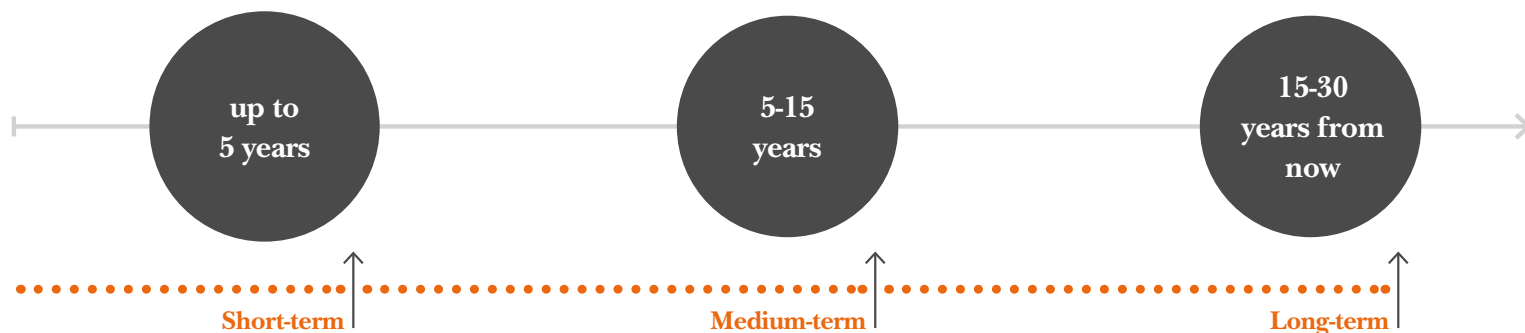 up to
5 years
5-15
years
15-30
years from
now
Short-term
Medium-term
Long-term